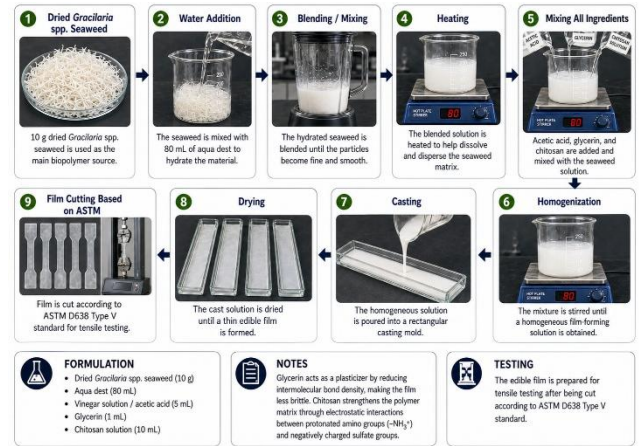 1
Dried Gracilaria
spp. Seaweed
10 g dried Gracilaria spp.
seaweed is used as the
main biopolymer source.
2
Water Addition
The seaweed is mixed with
80 mL of aqua dest to
hydrate the material.
3
Blending / Mixing
The hydrated seaweed is
blended until the particles
become fine and smooth.
4
Heating
250
HOT PLATE
STIRRER
80
The blended solution is
heated to help dissolve
and disperse the seaweed
matrix.
5
Mixing All Ingredients
ACETIC
ACID
GLYCERIN
CHITOSAN
SOLUTION
HOT PLATE
STIRRER
80
Acetic acid, glycerin, and
chitosan are added and
mixed with the seaweed
solution.
6
Homogenization
250
HOT PLATE
STIRRER
80
The mixture is stirred until
a homogeneous film-forming
solution is obtained.
7
Casting
The homogeneous solution
is poured into a rectangular
casting mold.
8
Drying
The cast solution is dried
until a thin edible film
is formed.
9
Film Cutting Based
on ASTM
Film is cut according to
ASTM D638 Type V
standard for tensile testing.
FORMULATION
• Dried Gracilaria spp. seaweed (10 g)
• Aqua dest (80 mL)
• Vinegar solution / acetic acid (5 mL)
• Glycerin (1 mL)
• Chitosan solution (10 mL)
NOTES
Glycerin acts as a plasticizer by reducing
intermolecular bond density, making the film
less brittle. Chitosan strengthens the polymer
matrix through electrostatic interactions
between protonated amino groups (–NH₃⁺)
and negatively charged sulfate groups.
TESTING
The edible film is prepared for
tensile testing after being cut
according to ASTM D638 Type V
standard.